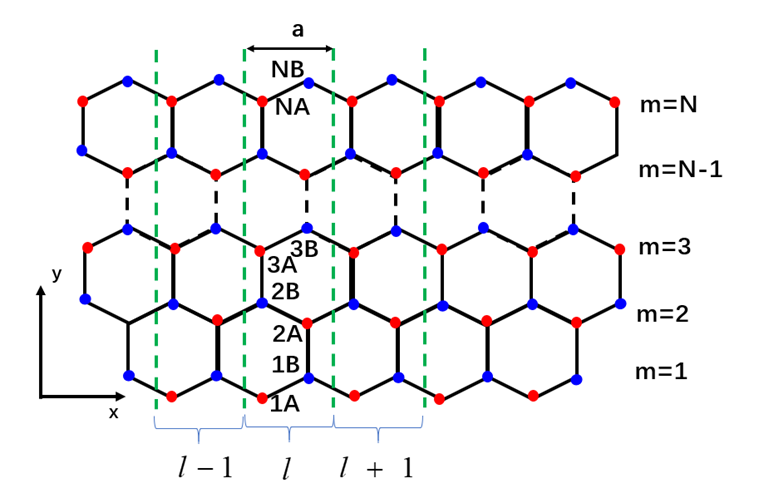 a
NB
NA
m=N
m=N-1
3B
3A
m=3
y
2B
m=2
2A
1B
m=1
x
1A
l − 1
l
l + 1